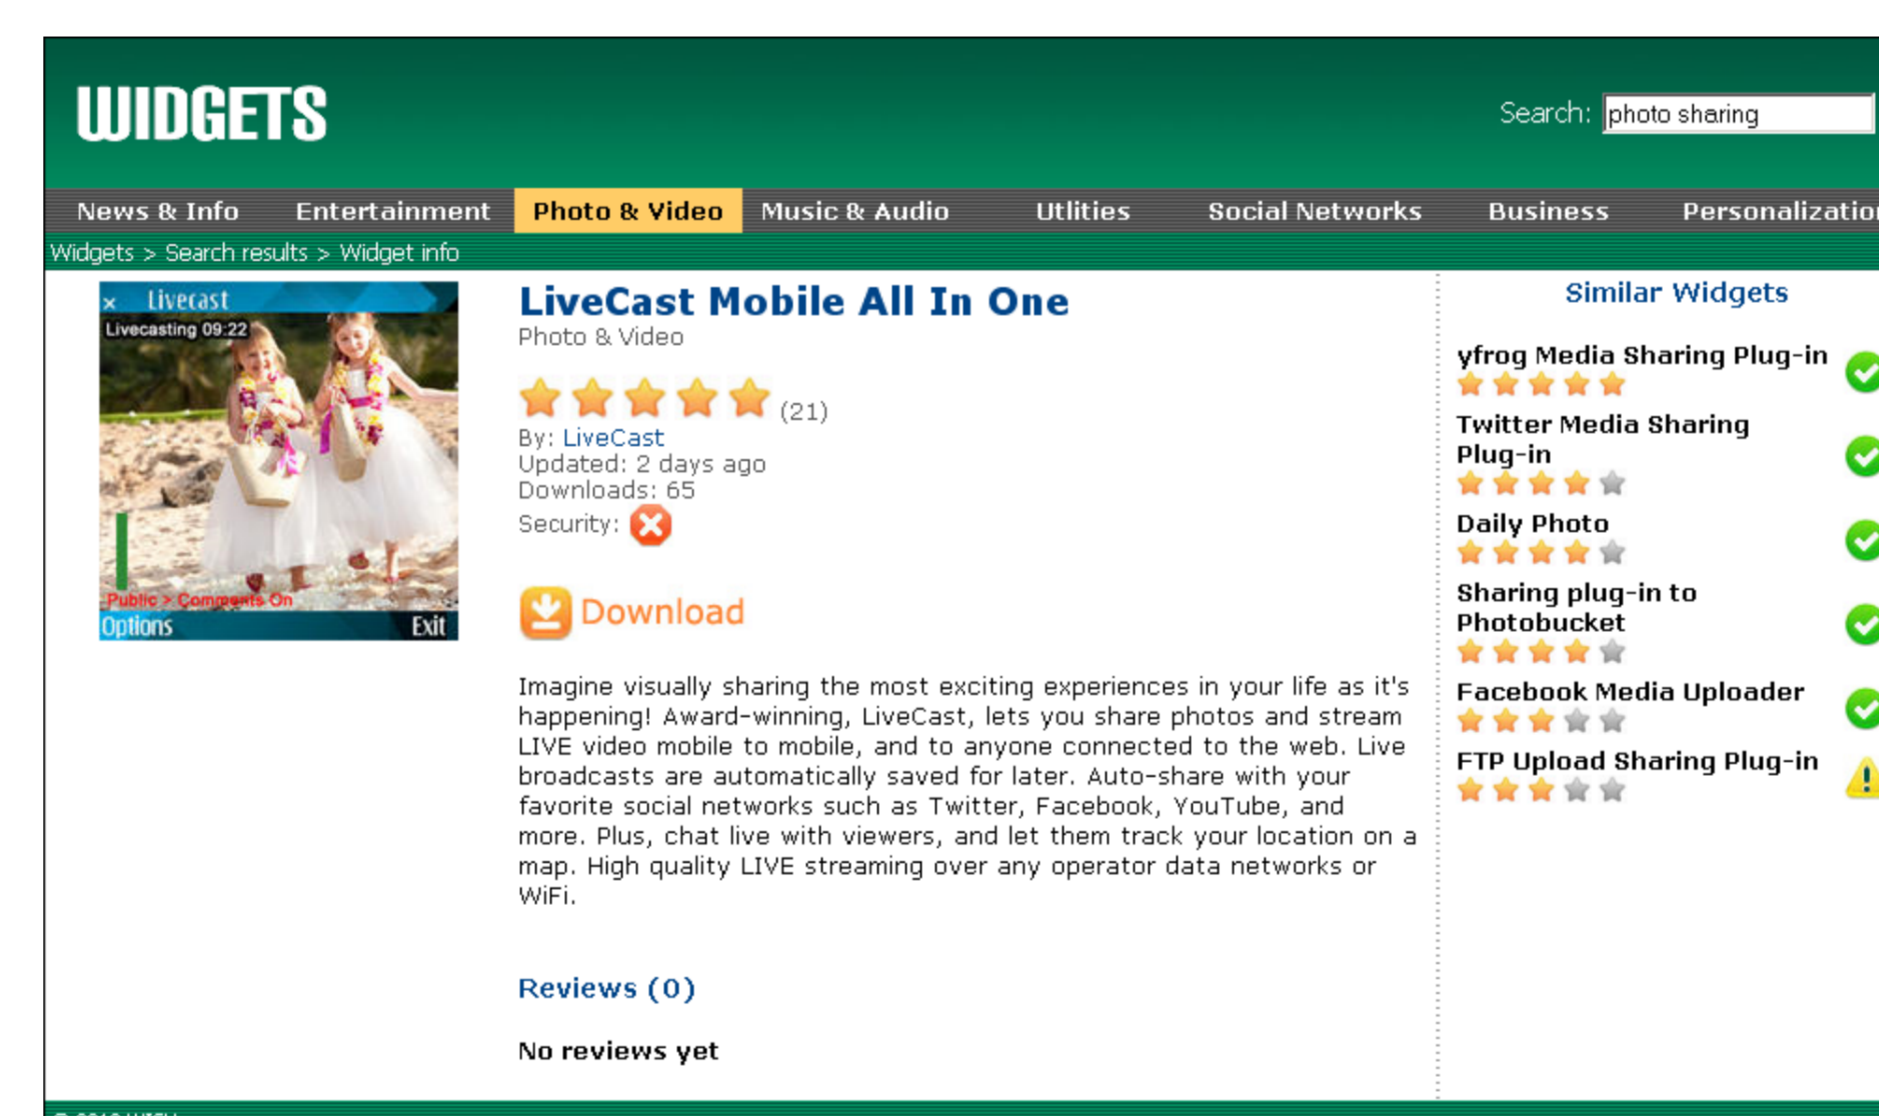 WIDGETS
Search: photo sharing
News & Info Entertainment Photo & Video Music & Audio Utlities Social Networks Business Personalizatio
Widgets > Search results > Widget info
× Livecast
Livecasting 09:22
Public > Comments On
Options Exit
LiveCast Mobile All In One
Photo & Video
(21)
By: LiveCast
Updated: 2 days ago
Downloads: 65
Security:
Download
Imagine visually sharing the most exciting experiences in your life as it's
happening! Award-winning, LiveCast, lets you share photos and stream
LIVE video mobile to mobile, and to anyone connected to the web. Live
broadcasts are automatically saved for later. Auto-share with your
favorite social networks such as Twitter, Facebook, YouTube, and
more. Plus, chat live with viewers, and let them track your location on a
map. High quality LIVE streaming over any operator data networks or
WiFi.
Reviews (0)
No reviews yet
Similar Widgets
yfrog Media Sharing Plug-in
Twitter Media Sharing
Plug-in
Daily Photo
Sharing plug-in to
Photobucket
Facebook Media Uploader
FTP Upload Sharing Plug-in